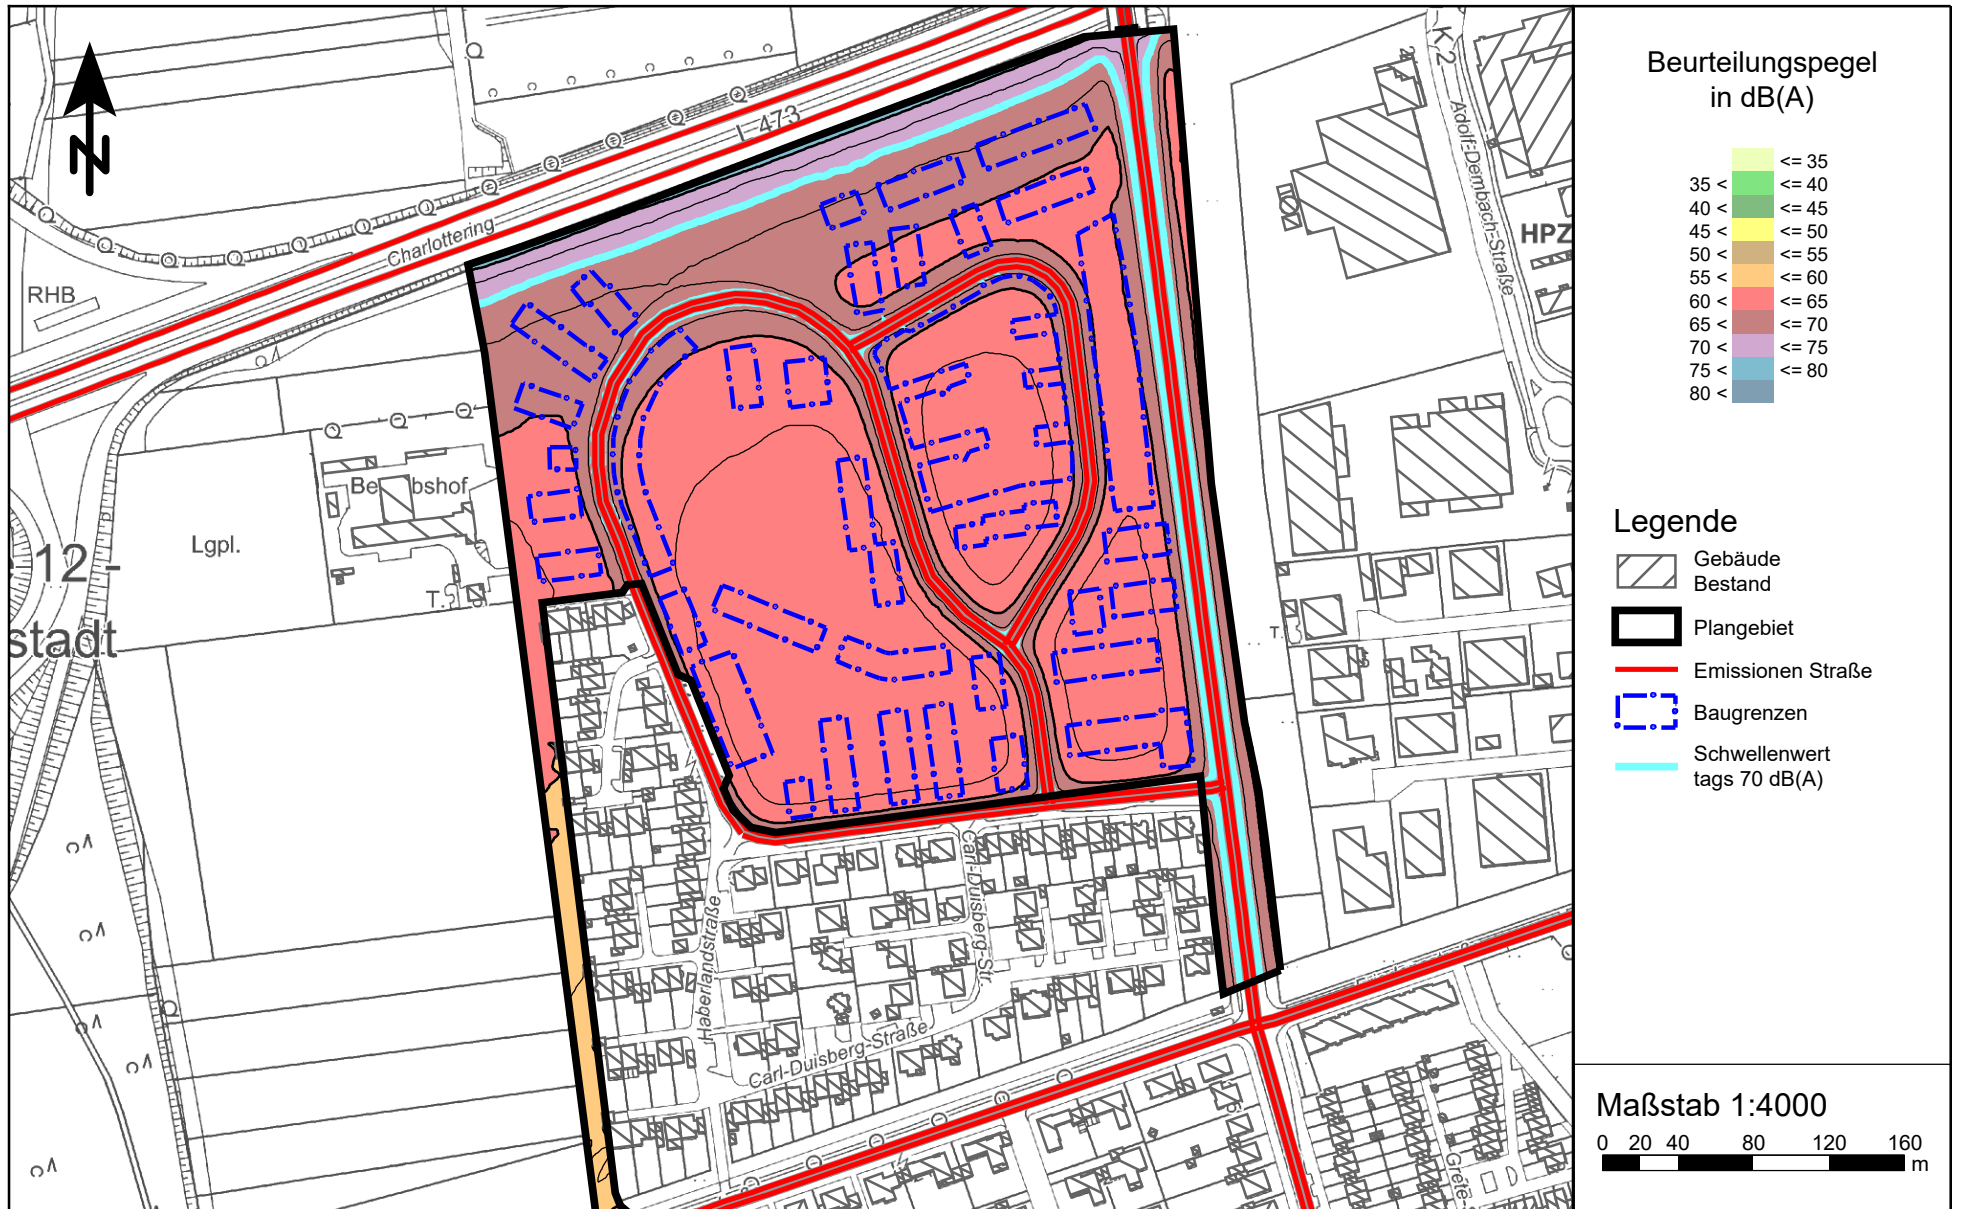 N
RHB
Charlottering
L 473
K 2
Adolf-Dembach-Straße
HPZ
Lgpl.
12 -
stadt
T.
T.
Haberlandstraße
Carl-Duisberg-Str.
Carl-Duisberg-Straße
Grete-
Beurteilungspegel
in dB(A)
<= 35
35 < <= 40
40 < <= 45
45 < <= 50
50 < <= 55
55 < <= 60
60 < <= 65
65 < <= 70
70 < <= 75
75 < <= 80
80 <
Legende
Gebäude
Bestand
Plangebiet
Emissionen Straße
Baugrenzen
Schwellenwert
tags 70 dB(A)
Maßstab 1:4000
0 20 40 80 120 160
m